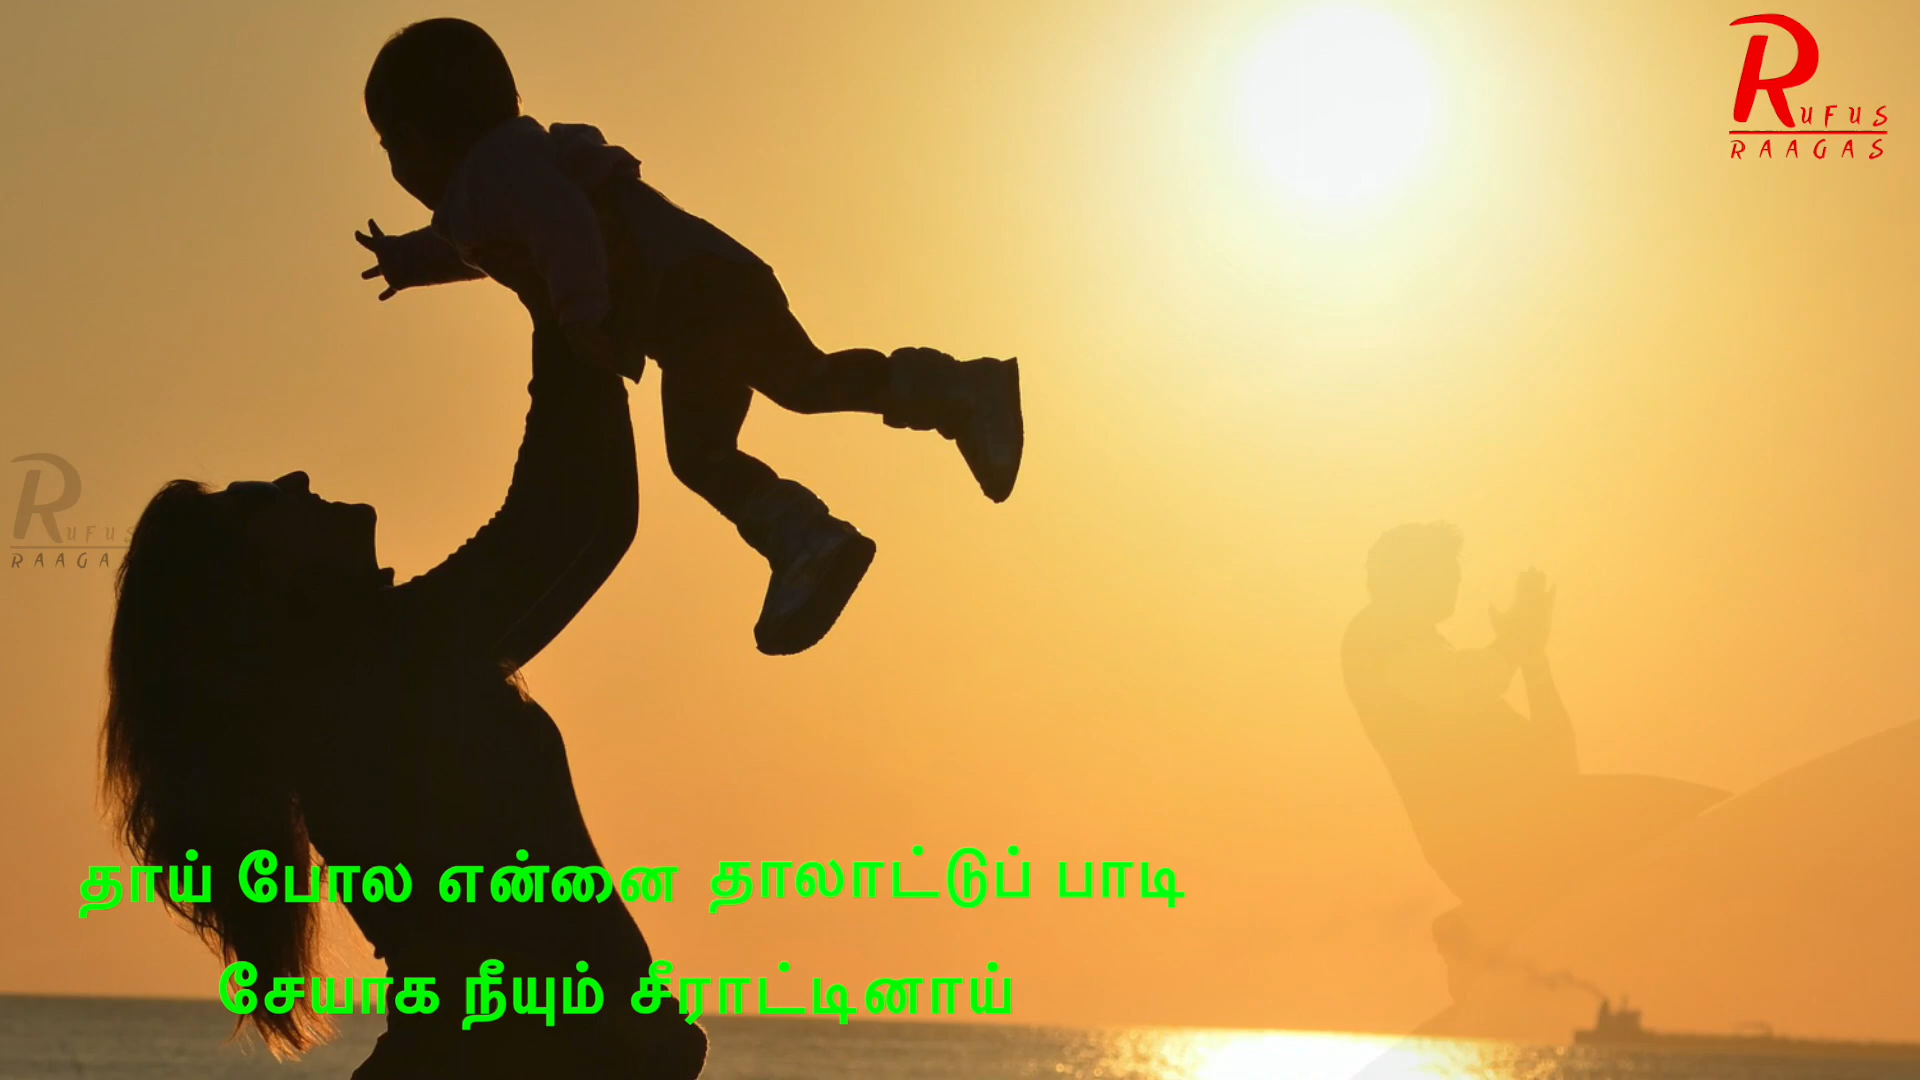 RUFUS
RAAGAS
RUFUS
RAAGA
தாய் போல என்னை தாலாட்டுப் பாடி
சேயாக நீயும் சீராட்டினாய்